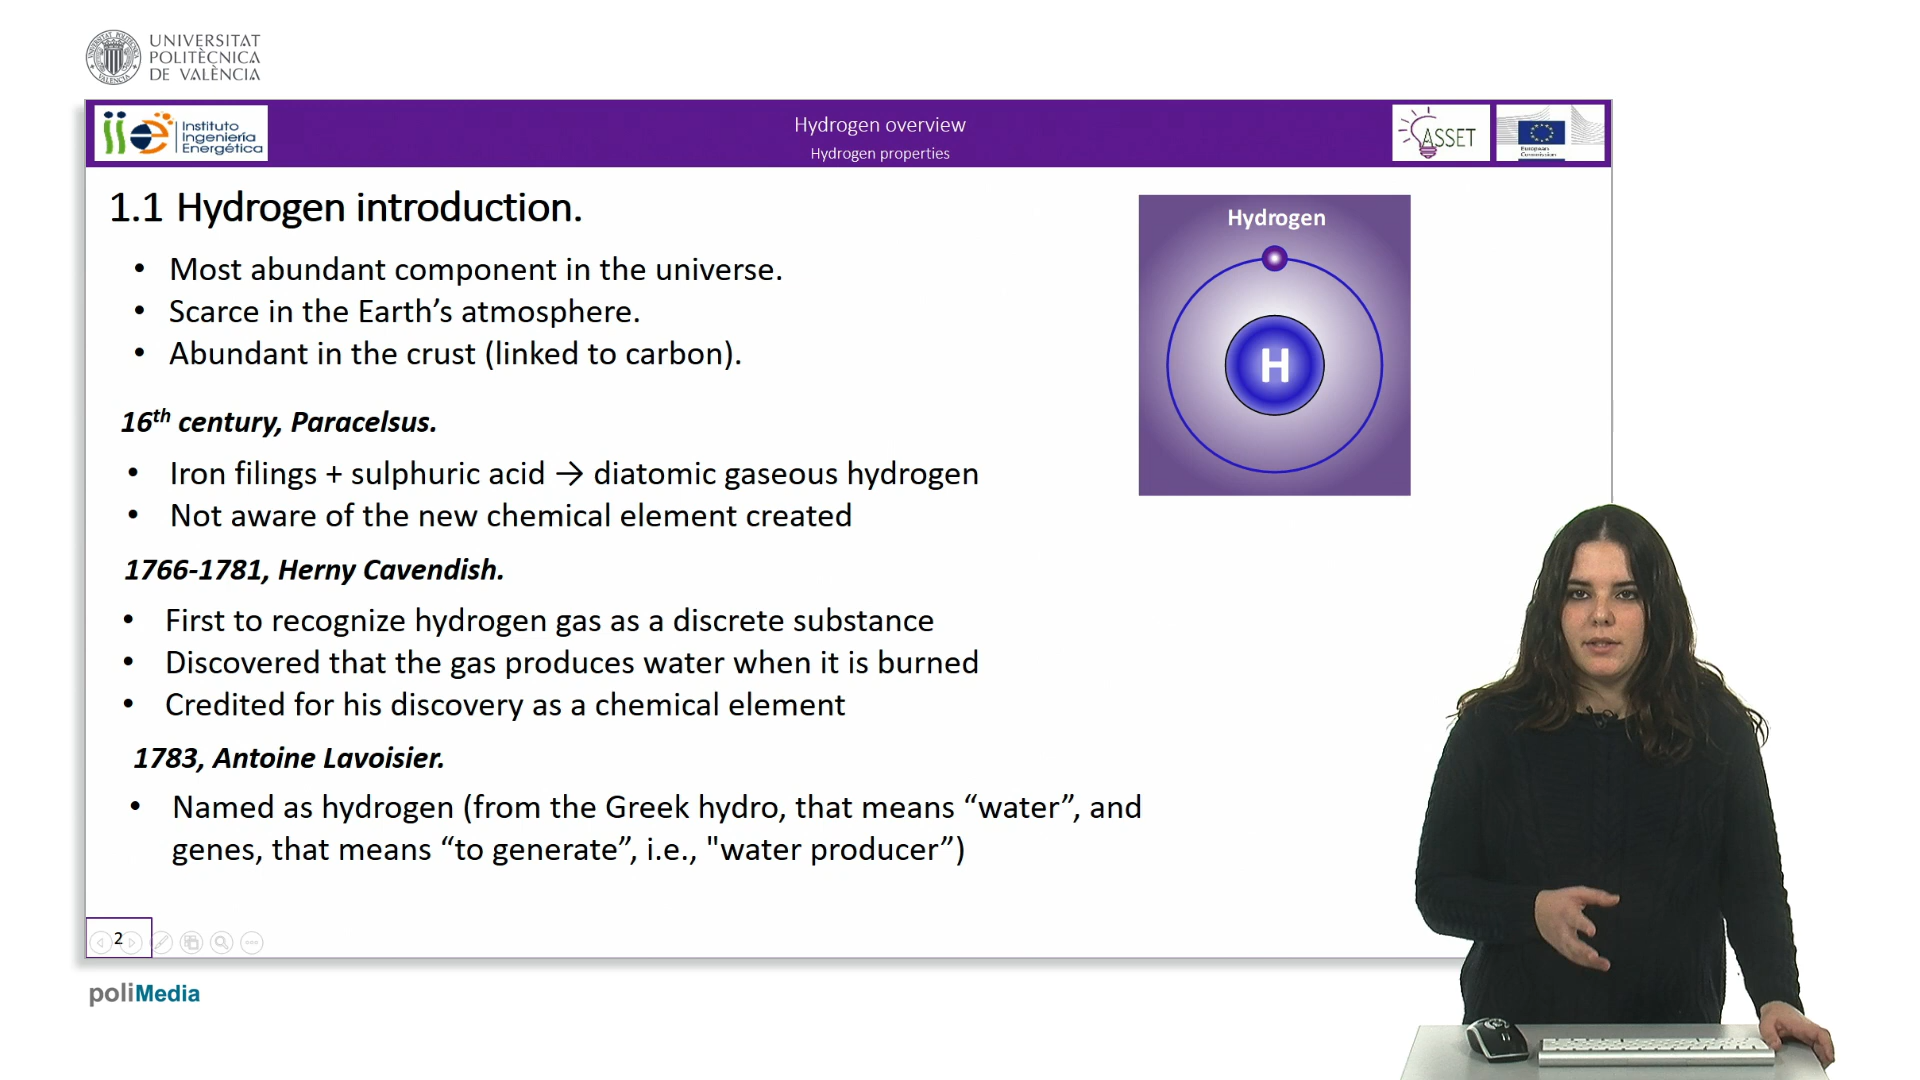 UNIVERSITAT
POLITÈCNICA
DE VALÈNCIA
iie
Instituto
Ingeniería
Energética
Hydrogen overview
Hydrogen properties
ASSET
European
Commission
1.1 Hydrogen introduction.
• Most abundant component in the universe.
• Scarce in the Earth’s atmosphere.
• Abundant in the crust (linked to carbon).
Hydrogen
H
16th century, Paracelsus.
• Iron filings + sulphuric acid → diatomic gaseous hydrogen
• Not aware of the new chemical element created
1766-1781, Herny Cavendish.
• First to recognize hydrogen gas as a discrete substance
• Discovered that the gas produces water when it is burned
• Credited for his discovery as a chemical element
1783, Antoine Lavoisier.
• Named as hydrogen (from the Greek hydro, that means “water”, and
genes, that means “to generate”, i.e., "water producer”)
2
poliMedia